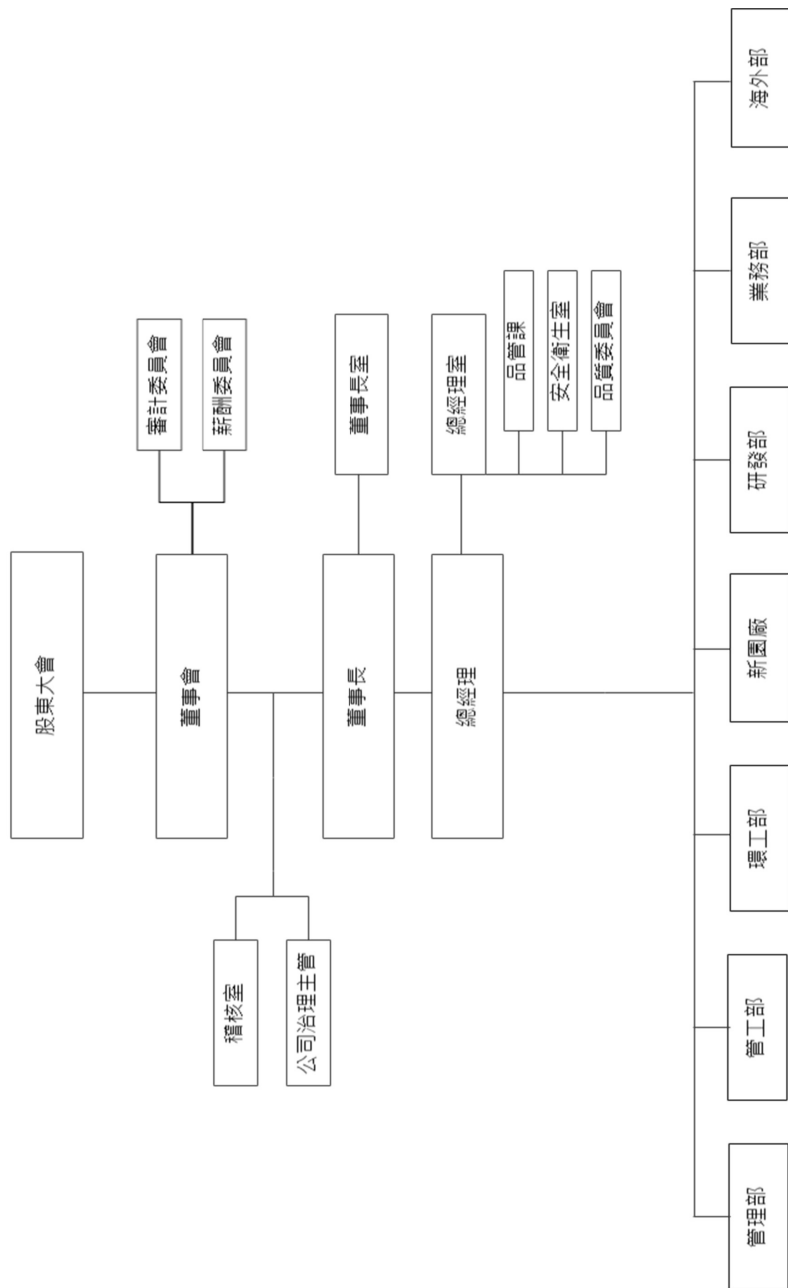 股東大會
董事會
審計委員會
薪酬委員會
稽核室
公司治理主管
董事長
董事長室
總經理
總經理室
品管課
安全衛生室
品質委員會
管理部
管工部
環工部
新園廠
研發部
業務部
海外部